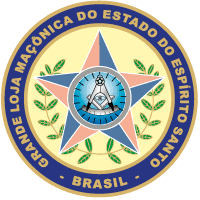 GRANDE LOJA MAÇÔNICA DO ESTADO DO ESPÍRITO SANTO
- BRASIL -